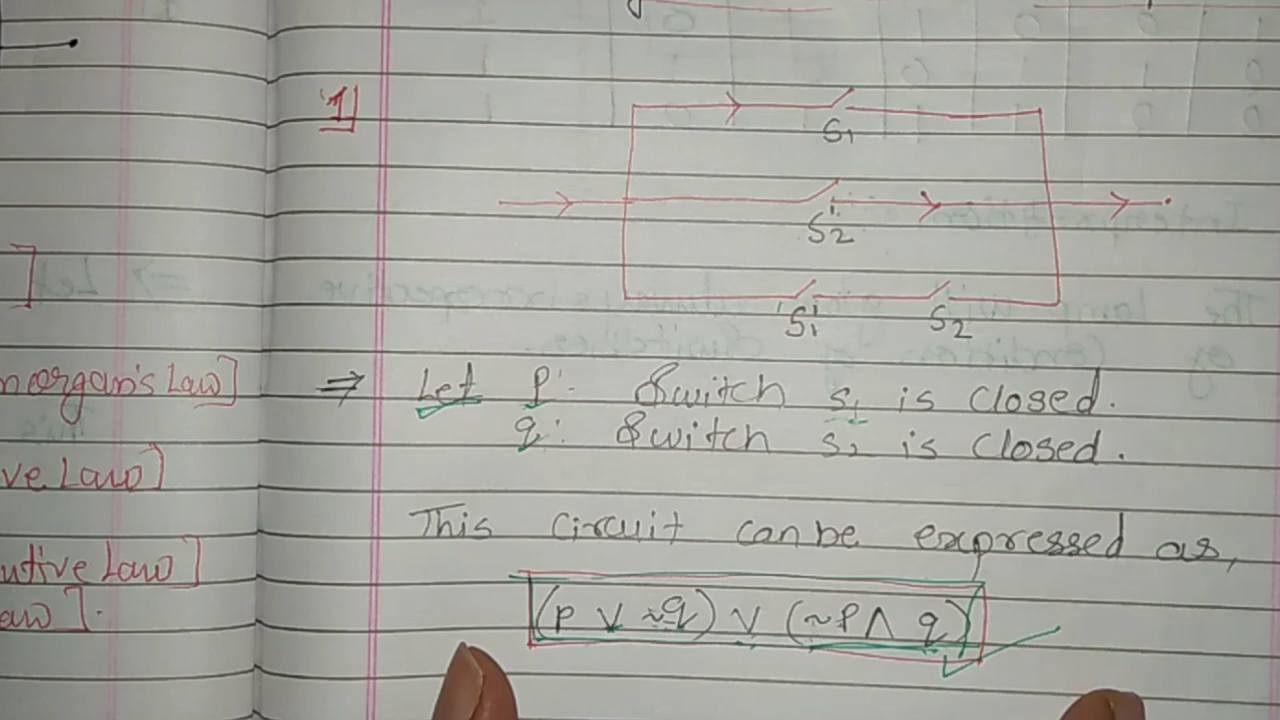 1]
S₁
S₂'
S₁' S₂
]
Law]
⇒ Let p: Switch s₁ is closed.
q: Switch s₂ is closed.
ve Law]
This circuit can be expressed as,
utive Law]
(p ∨ ~q) ∨ (~p ∧ q)
aw].